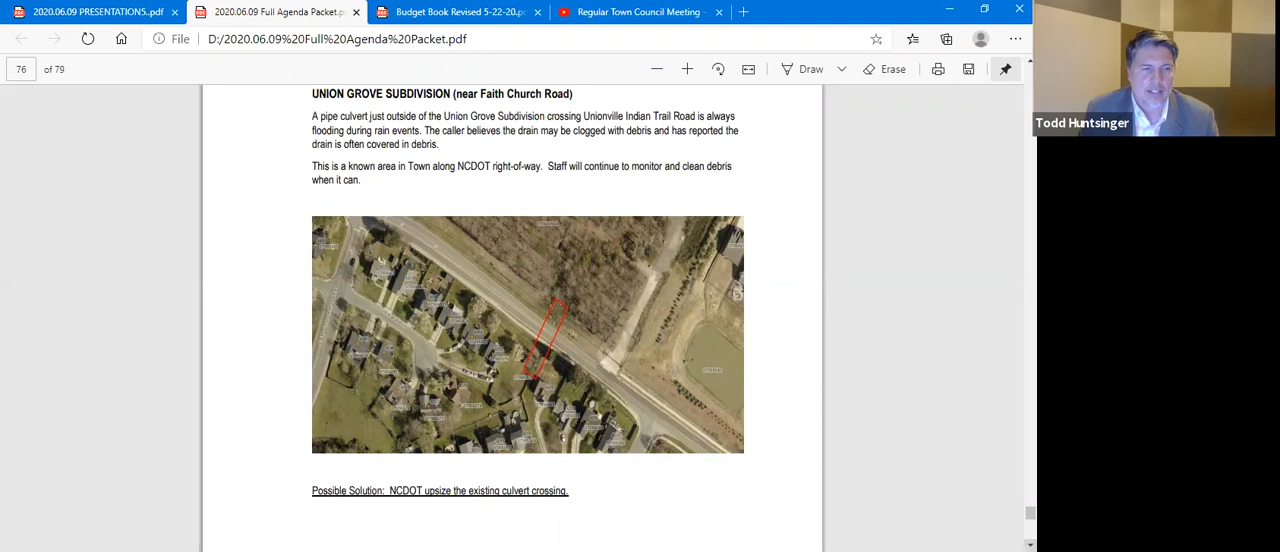 2020.06.09 PRESENTATION5..pdf
2020.06.09 Full Agenda Packet.p
Budget Book Revised 5-22-20.p
Regular Town Council Meeting -
File
D:/2020.06.09%20Full%20Agenda%20Packet.pdf
76 of 79
Draw
Erase
Todd Huntsinger
UNION GROVE SUBDIVISION (near Faith Church Road)
A pipe culvert just outside of the Union Grove Subdivision crossing Unionville Indian Trail Road is always
flooding during rain events. The caller believes the drain may be clogged with debris and has reported the
drain is often covered in debris.
This is a known area in Town along NCDOT right-of-way. Staff will continue to monitor and clean debris
when it can.
Possible Solution: NCDOT upsize the existing culvert crossing.